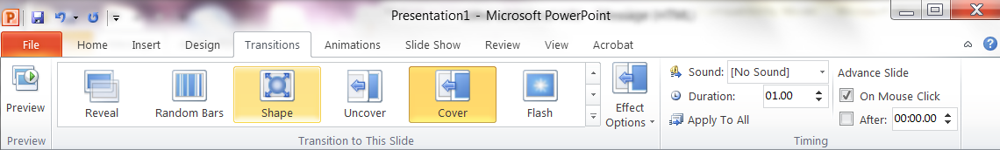 Presentation1 - Microsoft PowerPoint
File Home Insert Design Transitions Animations Slide Show Review View Acrobat
Preview
Reveal Random Bars Shape Uncover Cover Flash
Effect Options
Sound: [No Sound]
Duration: 01.00
Apply To All
Advance Slide
On Mouse Click
After: 00:00.00
Preview Transition to This Slide Timing